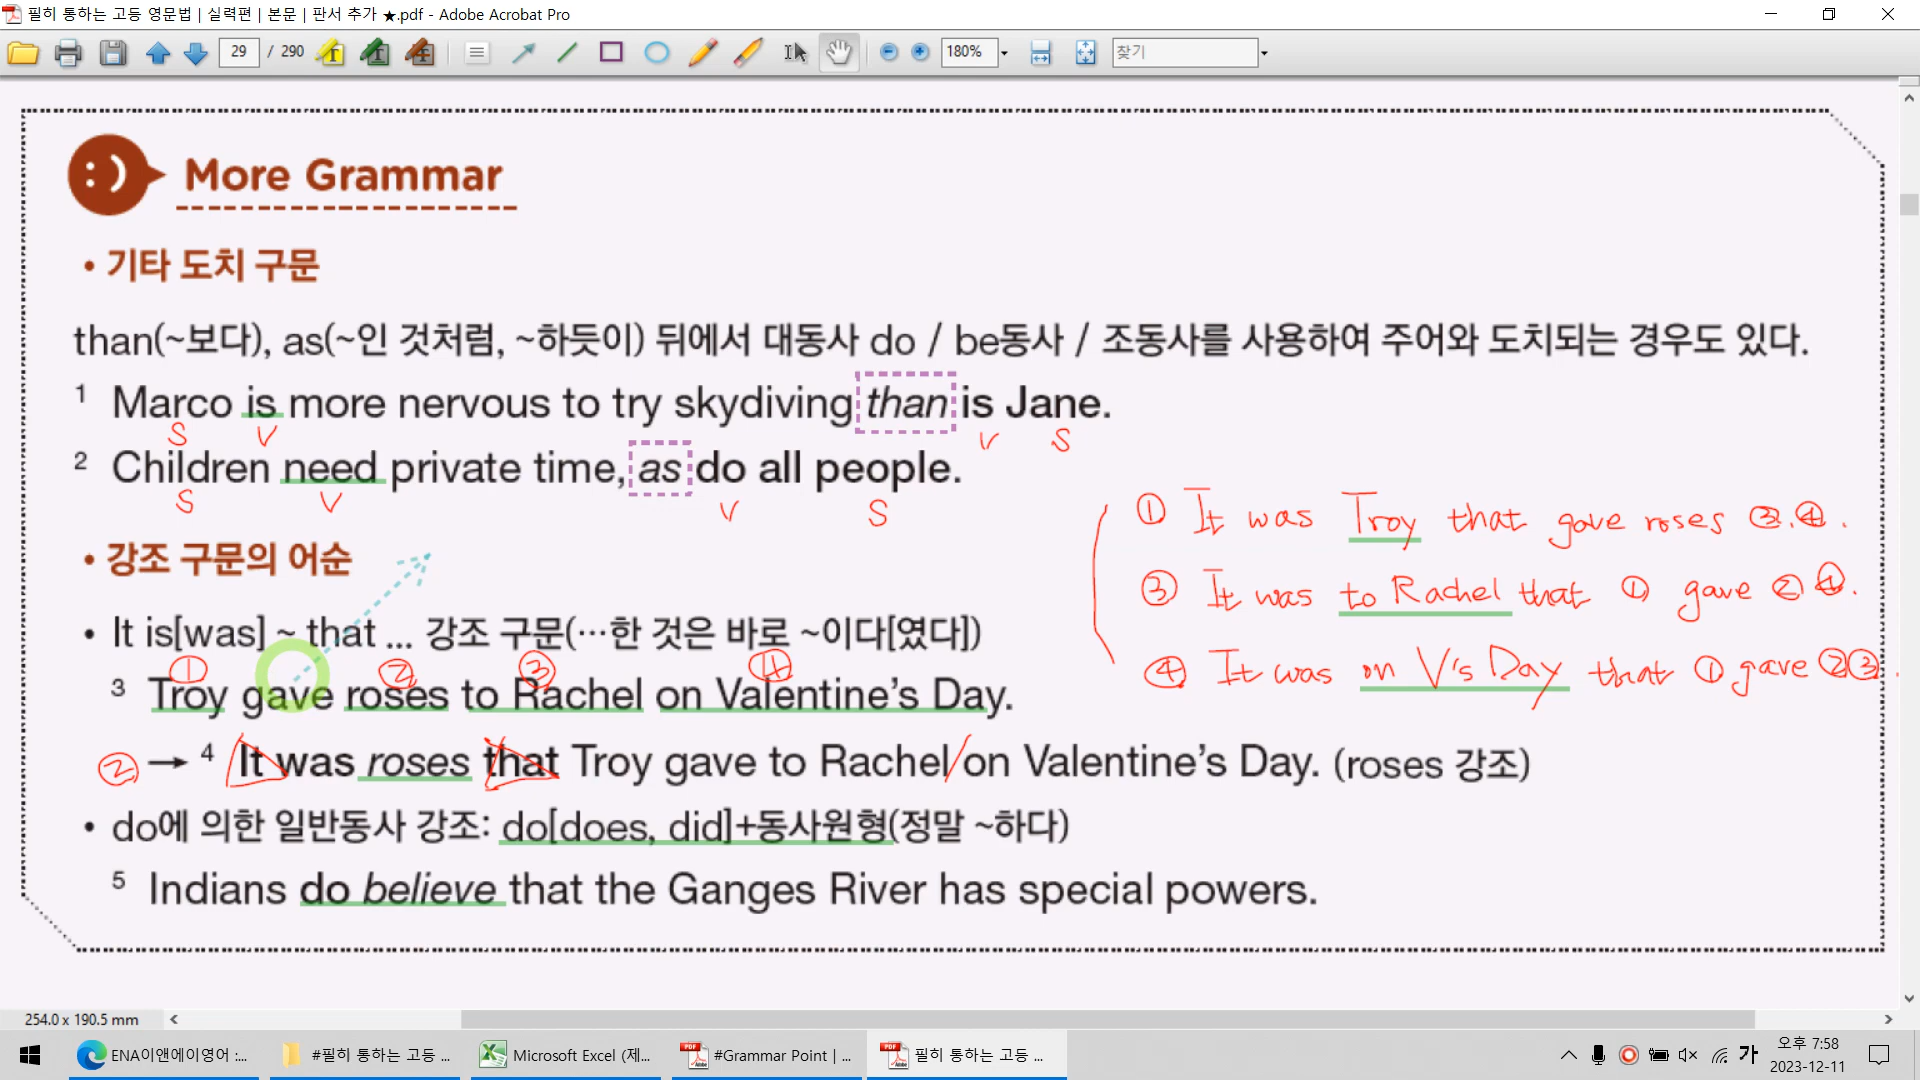 필히 통하는 고등 영문법 | 실력편 | 본문 | 판서 추가 ★.pdf - Adobe Acrobat Pro
29 / 290 180% 찾기
:) More Grammar
• 기타 도치 구문
than(~보다), as(~인 것처럼, ~하듯이) 뒤에서 대동사 do / be동사 / 조동사를 사용하여 주어와 도치되는 경우도 있다.
1 Marco is more nervous to try skydiving than is Jane.
S V V S
2 Children need private time, as do all people.
S V V S
① It was Troy that gave roses ③.④.
• 강조 구문의 어순
③ It was to Rachel that ① gave ② ④.
• It is[was] ~ that ... 강조 구문(…한 것은 바로 ~이다[였다])
① ② ③ ④
④ It was on V's Day that ① gave ②③.
3 Troy gave roses to Rachel on Valentine's Day.
② → 4 It was roses that Troy gave to Rachel/on Valentine's Day. (roses 강조)
• do에 의한 일반동사 강조: do[does, did]+동사원형(정말 ~하다)
5 Indians do believe that the Ganges River has special powers.
254.0 x 190.5 mm
ENA이앤에이영어 :... #필히 통하는 고등 ... Microsoft Excel (제... #Grammar Point | ... 필히 통하는 고등 ... 가 오후 7:58
2023-12-11